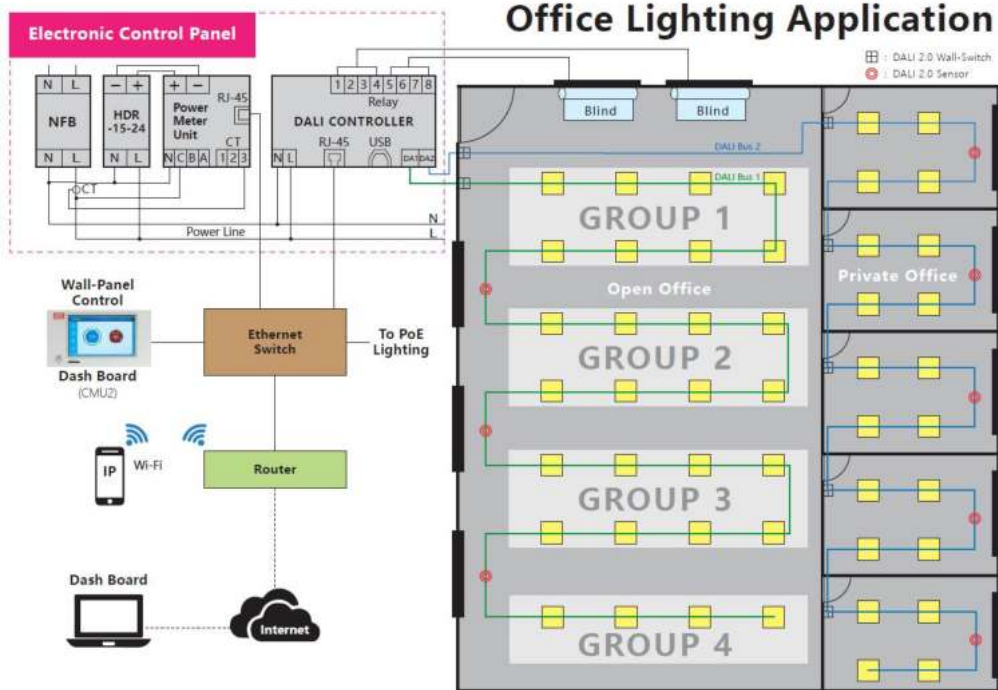 Office Lighting Application
Electronic Control Panel
: DALI 2.0 Wall-Switch
: DALI 2.0 Sensor
N L
NFB
N L
− +
HDR
-15-24
N L
+ −
Power
Meter
Unit
RJ-45
CT
N C B A 1 2 3
1 2 3 4 5 6 7 8
Relay
DALI CONTROLLER
RJ-45 USB
N L DA1 DA2
CT
N
Power Line L
Blind
Blind
DALI Bus 2
DALI Bus 1
GROUP 1
Open Office
Private Office
GROUP 2
GROUP 3
GROUP 4
Wall-Panel
Control
Dash Board
(CMU2)
Ethernet
Switch
To PoE
Lighting
IP
Wi-Fi
Router
Dash Board
Internet